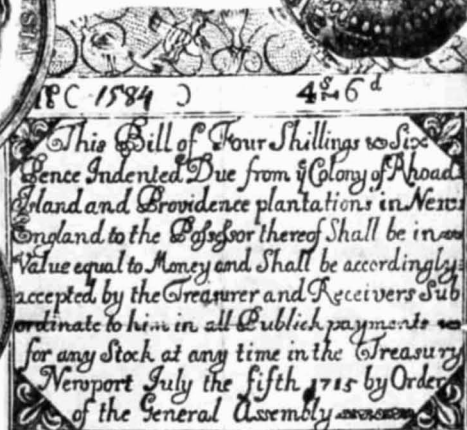 ( 1584 )
4s 6d
This Bill of Four Shillings & Six
Pence Indented Due from ye Colony of Rhoad
Island and Providence plantations in New
England to the Possessor thereof Shall be in
Value equal to Money and Shall be accordingly
accepted by the Treasurer and Receivers Sub
ordinate to him in all Publick payments
for any Stock at any time in the Treasury
Newport July the fifth 1715 by Order
of the General Assembly